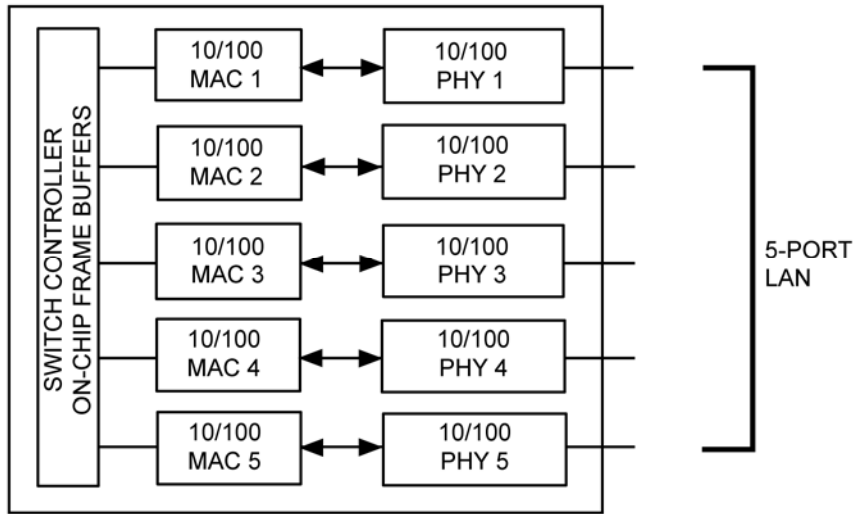 SWITCH CONTROLLER
ON-CHIP FRAME BUFFERS
10/100
MAC 1
10/100
PHY 1
10/100
MAC 2
10/100
PHY 2
10/100
MAC 3
10/100
PHY 3
10/100
MAC 4
10/100
PHY 4
10/100
MAC 5
10/100
PHY 5
5-PORT
LAN